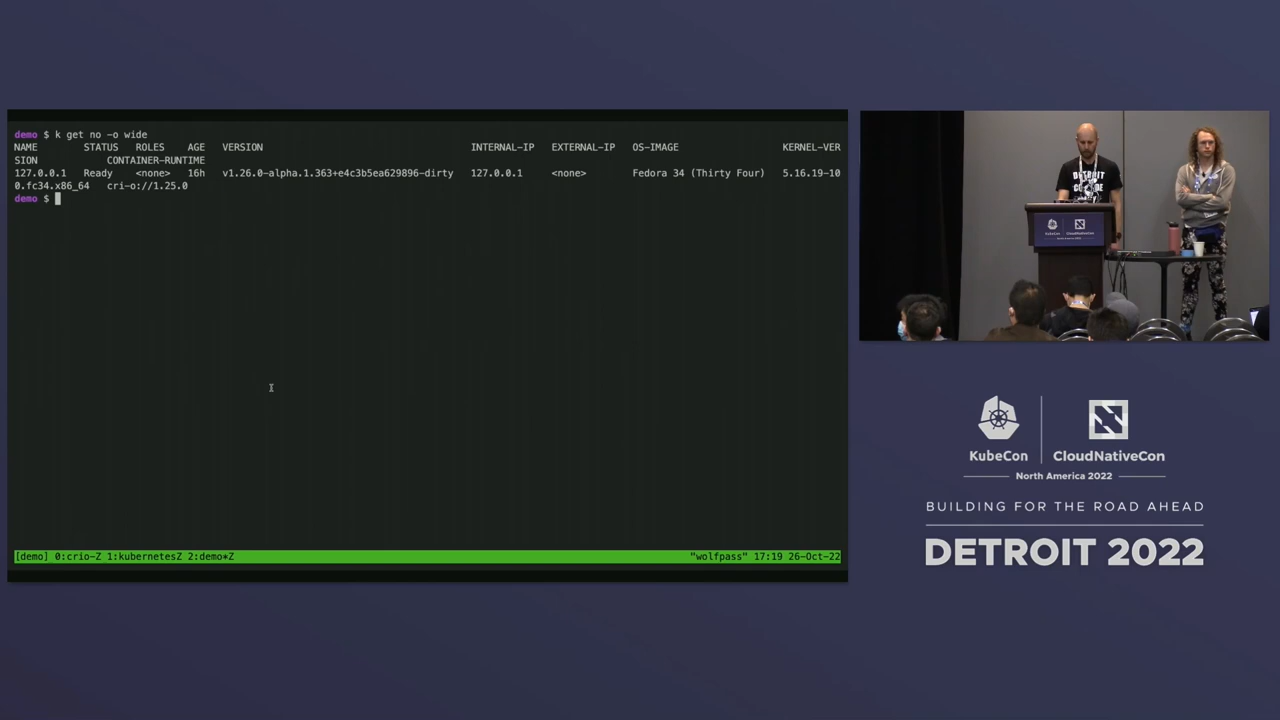 demo $ k get no -o wide
NAME STATUS ROLES AGE VERSION INTERNAL-IP EXTERNAL-IP OS-IMAGE KERNEL-VER
SION CONTAINER-RUNTIME
127.0.0.1 Ready <none> 16h v1.26.0-alpha.1.363+e4c3b5ea629896-dirty 127.0.0.1 <none> Fedora 34 (Thirty Four) 5.16.19-10
0.fc34.x86_64 cri-o://1.25.0
demo $
[demo] 0:crio-Z 1:kubernetesZ 2:demo*Z "wolfpass" 17:19 26-Oct-22
DETROIT
KubeCon CloudNativeCon
KubeCon CloudNativeCon
North America 2022
BUILDING FOR THE ROAD AHEAD
DETROIT 2022